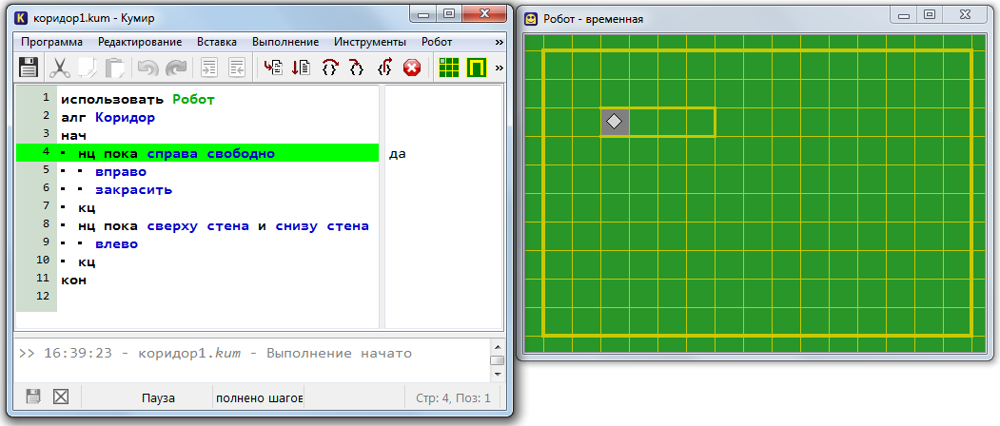 коридор1.kum - Кумир
Программа Редактирование Вставка Выполнение Инструменты Робот »
»
1 использовать Робот
2 алг Коридор
3 нач
4 нц пока справа свободно да
5 вправо
6 закрасить
7 кц
8 нц пока сверху стена и снизу стена
9 влево
10 кц
11 кон
12
>> 16:39:23 - коридор1.kum - Выполнение начато
Пауза полнено шагов Стр: 4, Поз: 1
Робот - временная